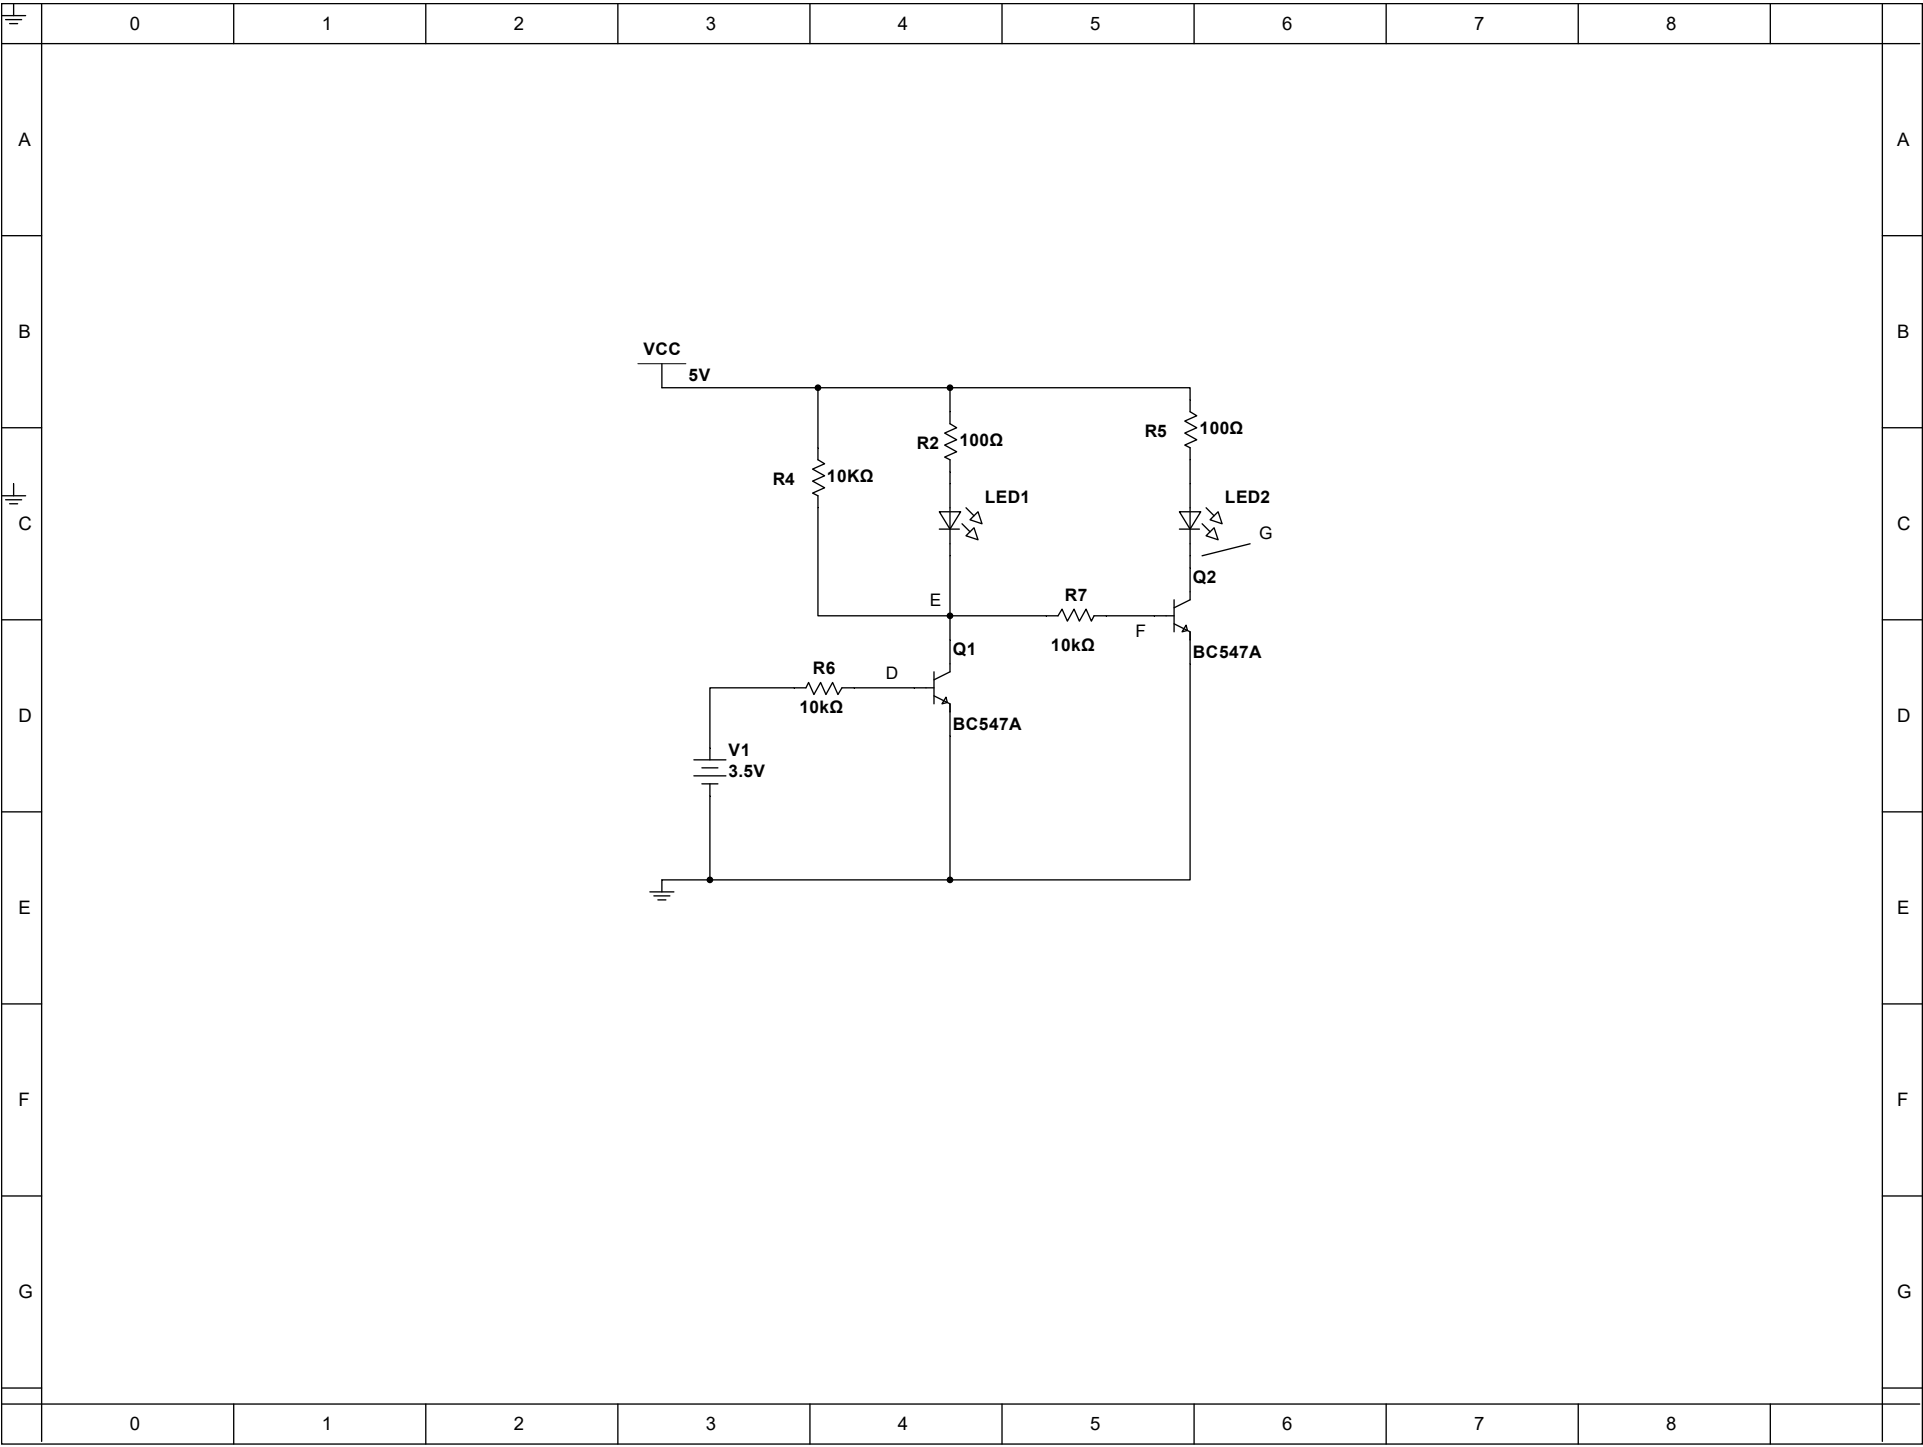 0 1 2 3 4 5 6 7 8
A A
B B
VCC
5V
R5 100Ω
R2 100Ω
R4 10KΩ
LED1 LED2
C C
G
Q2
R7
E
F
10kΩ
Q1
BC547A
R6
D
10kΩ
D D
BC547A
V1
3.5V
E E
F F
G G
0 1 2 3 4 5 6 7 8